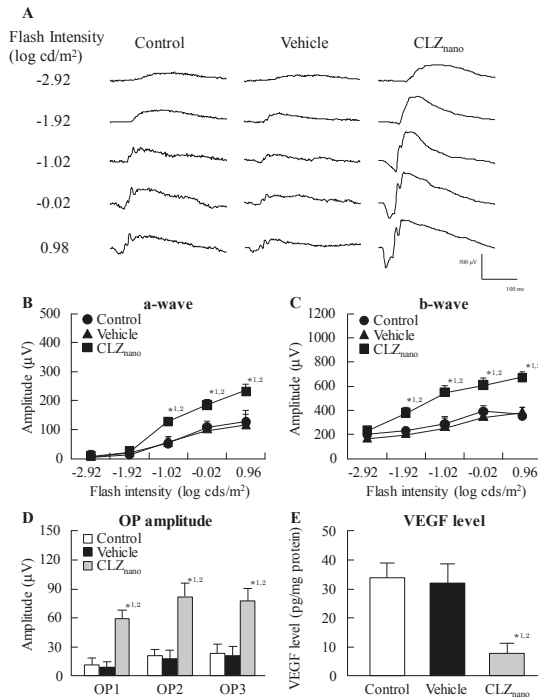 A
Flash Intensity
(log cd/m²)
Control Vehicle CLZnano
-2.92
-1.92
-1.02
-0.02
0.98
500 μV
100 ms
B a-wave
Control
Vehicle
CLZnano
Amplitude (μV)
500
400
300
200
100
0
*1,2
*1,2
*1,2
-2.92 -1.92 -1.02 -0.02 0.96
Flash intensity (log cds/m²)
C b-wave
Control
Vehicle
CLZnano
Amplitude (μV)
1200
1000
800
600
400
200
0
*1,2
*1,2
*1,2
*1,2
-2.92 -1.92 -1.02 -0.02 0.96
Flash intensity (log cds/m²)
D OP amplitude
Control
Vehicle
CLZnano
Amplitude (μV)
150
120
90
60
30
0
*1,2
*1,2
*1,2
OP1 OP2 OP3
E VEGF level
VEGF level (pg/mg protein)
50
40
30
20
10
0
*1,2
Control Vehicle CLZnano